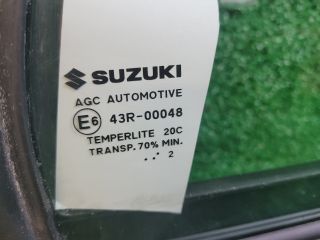 SUZUKI
AGC AUTOMOTIVE
E6 43R-00048
TEMPERLITE 20C
TRANSP. 70% MIN.
.. 2